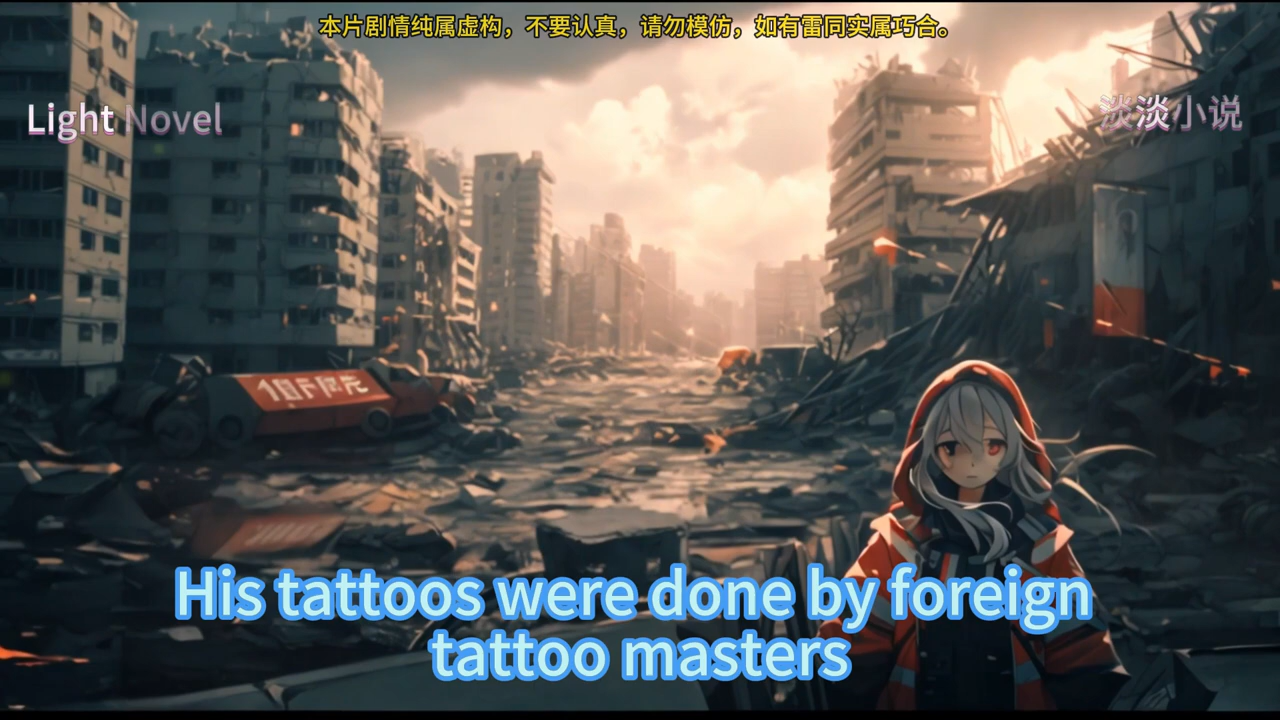 本片剧情纯属虚构，不要认真，请勿模仿，如有雷同实属巧合。
Light Novel
淡淡小说
His tattoos were done by foreign
tattoo masters